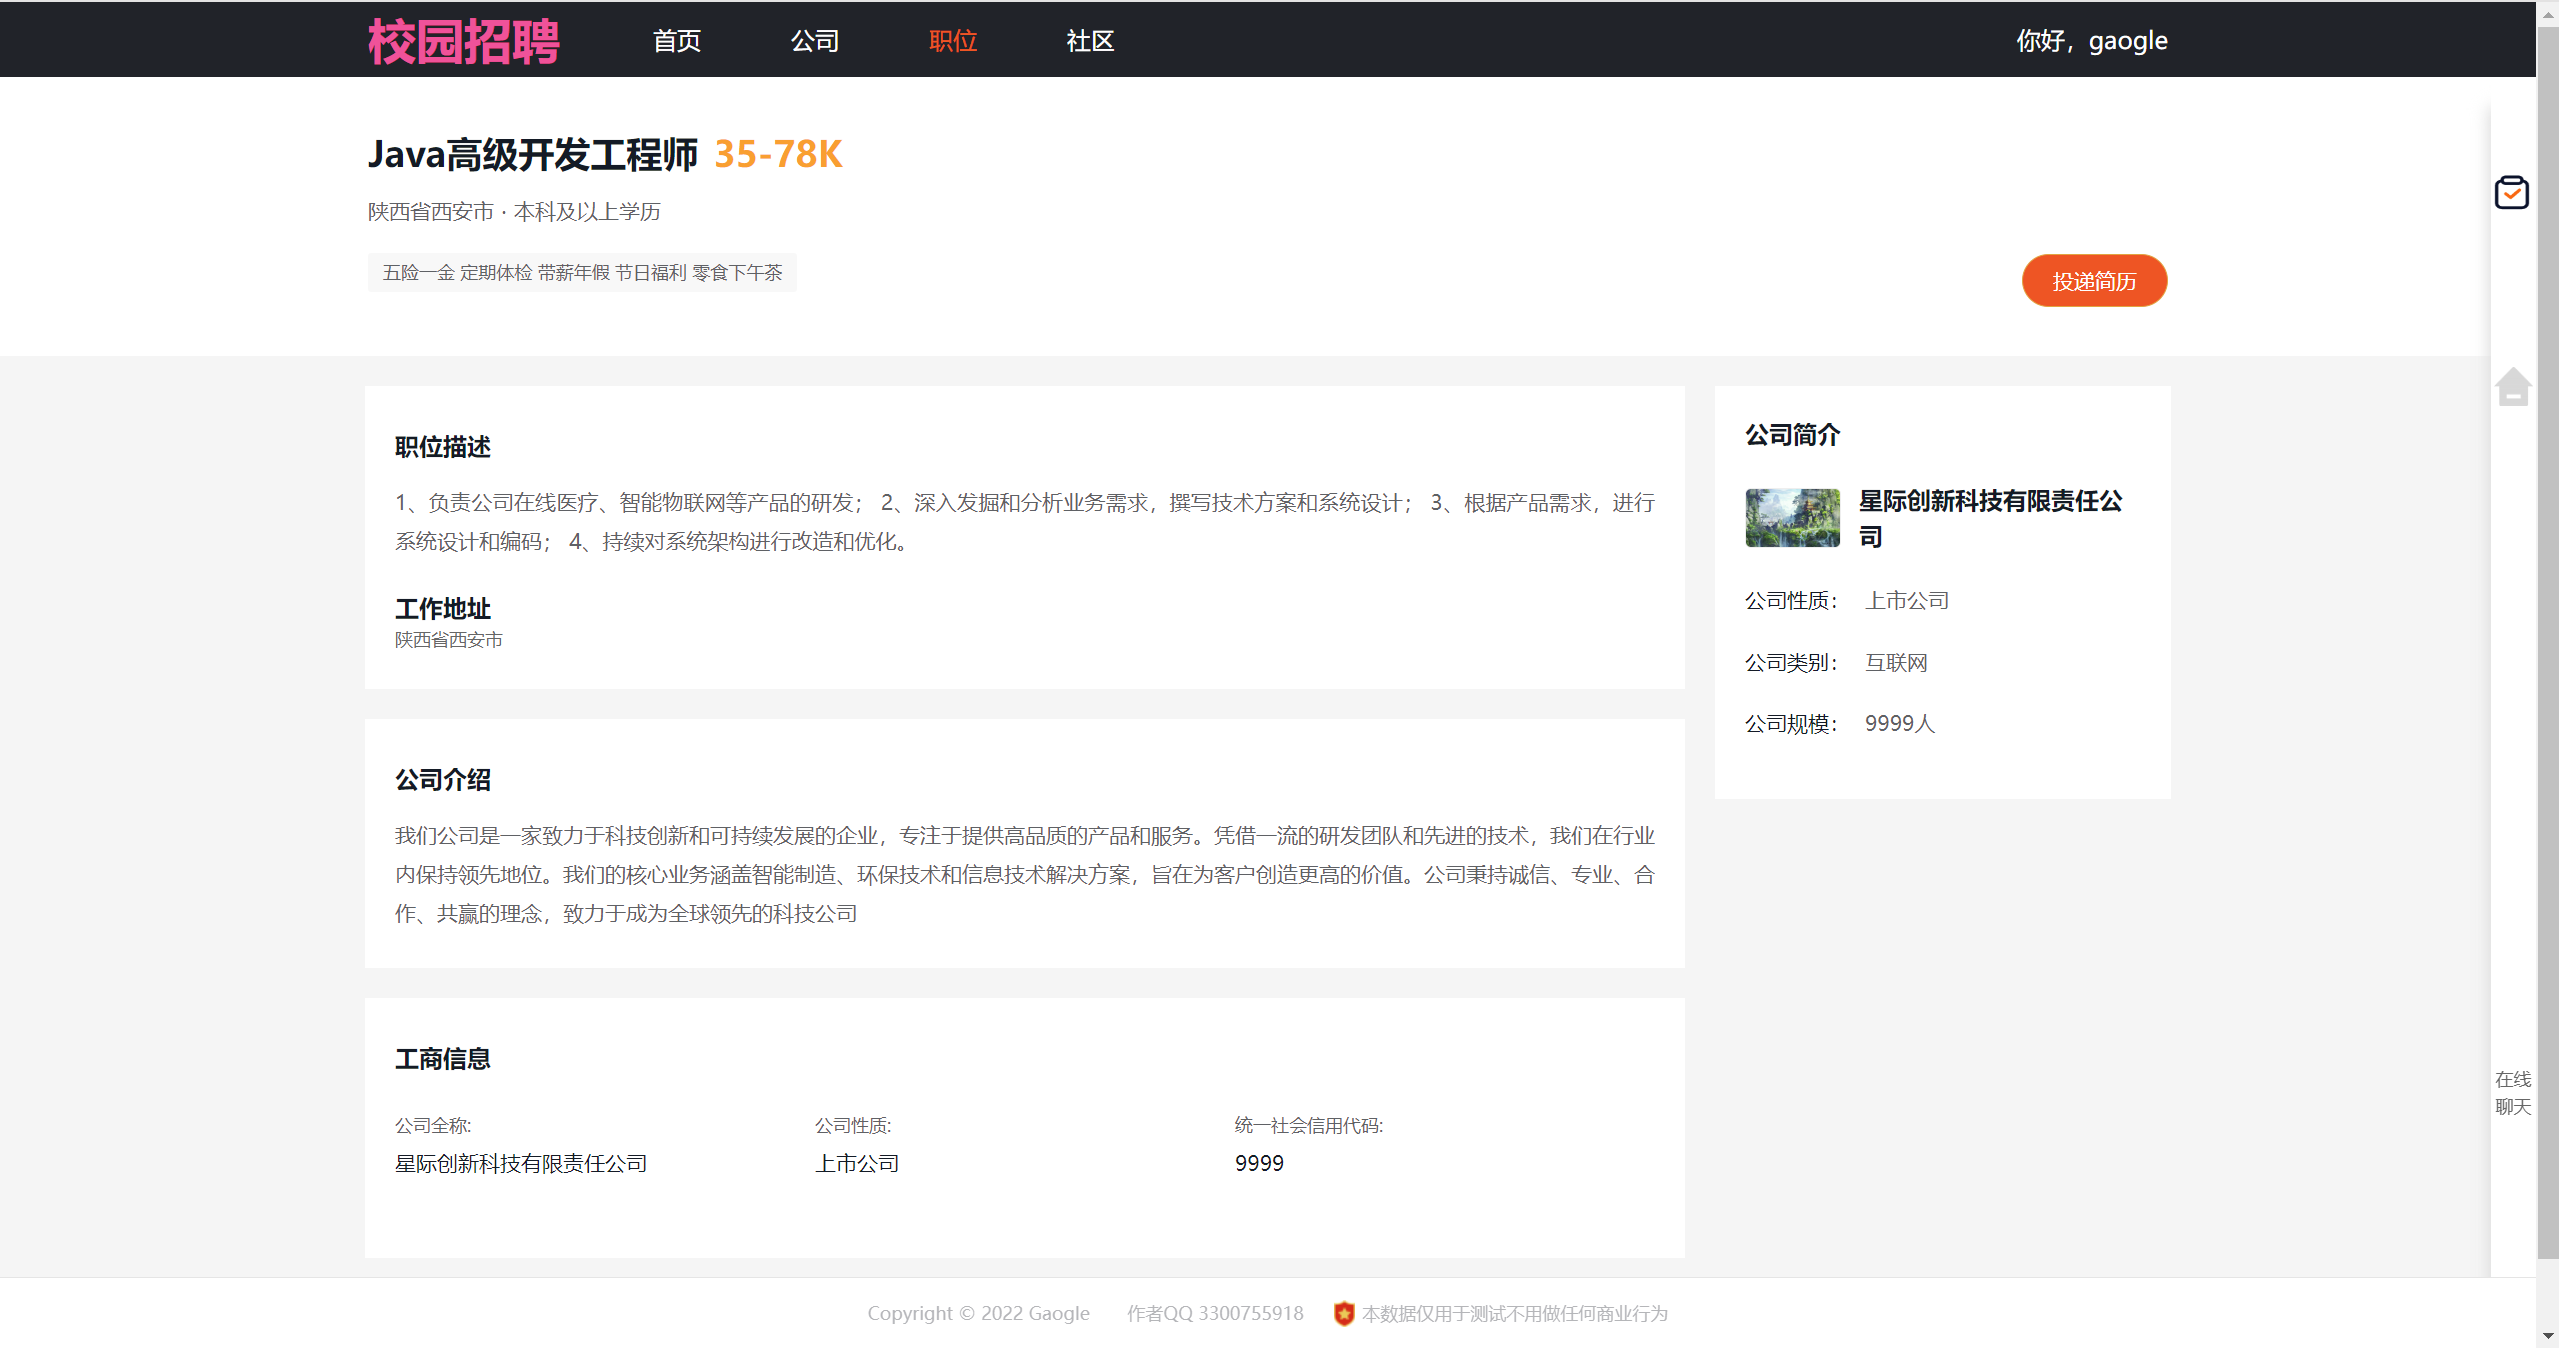 校园招聘 首页 公司 职位 社区 你好，gaogle
Java高级开发工程师 35-78K
陕西省西安市 · 本科及以上学历
五险一金 定期体检 带薪年假 节日福利 零食下午茶
投递简历
职位描述
1、负责公司在线医疗、智能物联网等产品的研发； 2、深入发掘和分析业务需求，撰写技术方案和系统设计； 3、根据产品需求，进行
系统设计和编码； 4、持续对系统架构进行改造和优化。
工作地址
陕西省西安市
公司介绍
我们公司是一家致力于科技创新和可持续发展的企业，专注于提供高品质的产品和服务。凭借一流的研发团队和先进的技术，我们在行业
内保持领先地位。我们的核心业务涵盖智能制造、环保技术和信息技术解决方案，旨在为客户创造更高的价值。公司秉持诚信、专业、合
作、共赢的理念，致力于成为全球领先的科技公司
工商信息
公司全称: 公司性质: 统一社会信用代码:
星际创新科技有限责任公司 上市公司 9999
公司简介
星际创新科技有限责任公
司
公司性质： 上市公司
公司类别： 互联网
公司规模： 9999人
在线
聊天
Copyright © 2022 Gaogle 作者QQ 3300755918 本数据仅用于测试不用做任何商业行为